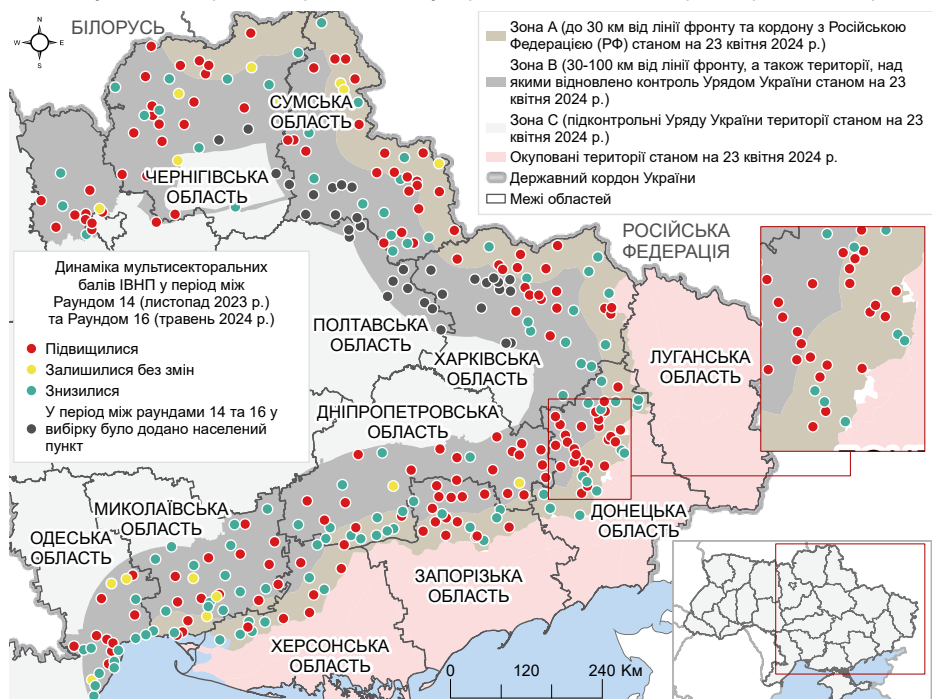 БІЛОРУСЬ
N
W
E
S
Зона A (до 30 км від лінії фронту та кордону з Російською
Федерацією (РФ) станом на 23 квітня 2024 р.)
Зона B (30-100 км від лінії фронту, а також території, над
якими відновлено контроль Урядом України станом на 23
квітня 2024 р.)
Зона C (підконтрольні Уряду України території станом на 23
квітня 2024 р.)
Окуповані території станом на 23 квітня 2024 р.
Державний кордон України
Межі областей
СУМСЬКА
ОБЛАСТЬ
ЧЕРНІГІВСЬКА
ОБЛАСТЬ
РОСІЙСЬКА
ФЕДЕРАЦІЯ
Динаміка мультисекторальних
балів ІВНП у період між
Раундом 14 (листопад 2023 р.)
та Раундом 16 (травень 2024 р.)
Підвищилися
Залишилися без змін
Знизилися
У період між раундами 14 та 16 у
вибірку було додано населений
пункт
ПОЛТАВСЬКА
ОБЛАСТЬ
ХАРКІВСЬКА
ОБЛАСТЬ
ЛУГАНСЬКА
ОБЛАСТЬ
ДНІПРОПЕТРОВСЬКА
ОБЛАСТЬ
МИКОЛАЇВСЬКА
ОБЛАСТЬ
ОДЕСЬКА
ОБЛАСТЬ
ДОНЕЦЬКА
ОБЛАСТЬ
ЗАПОРІЗЬКА
ОБЛАСТЬ
ХЕРСОНСЬКА
ОБЛАСТЬ
0 120 240 Км